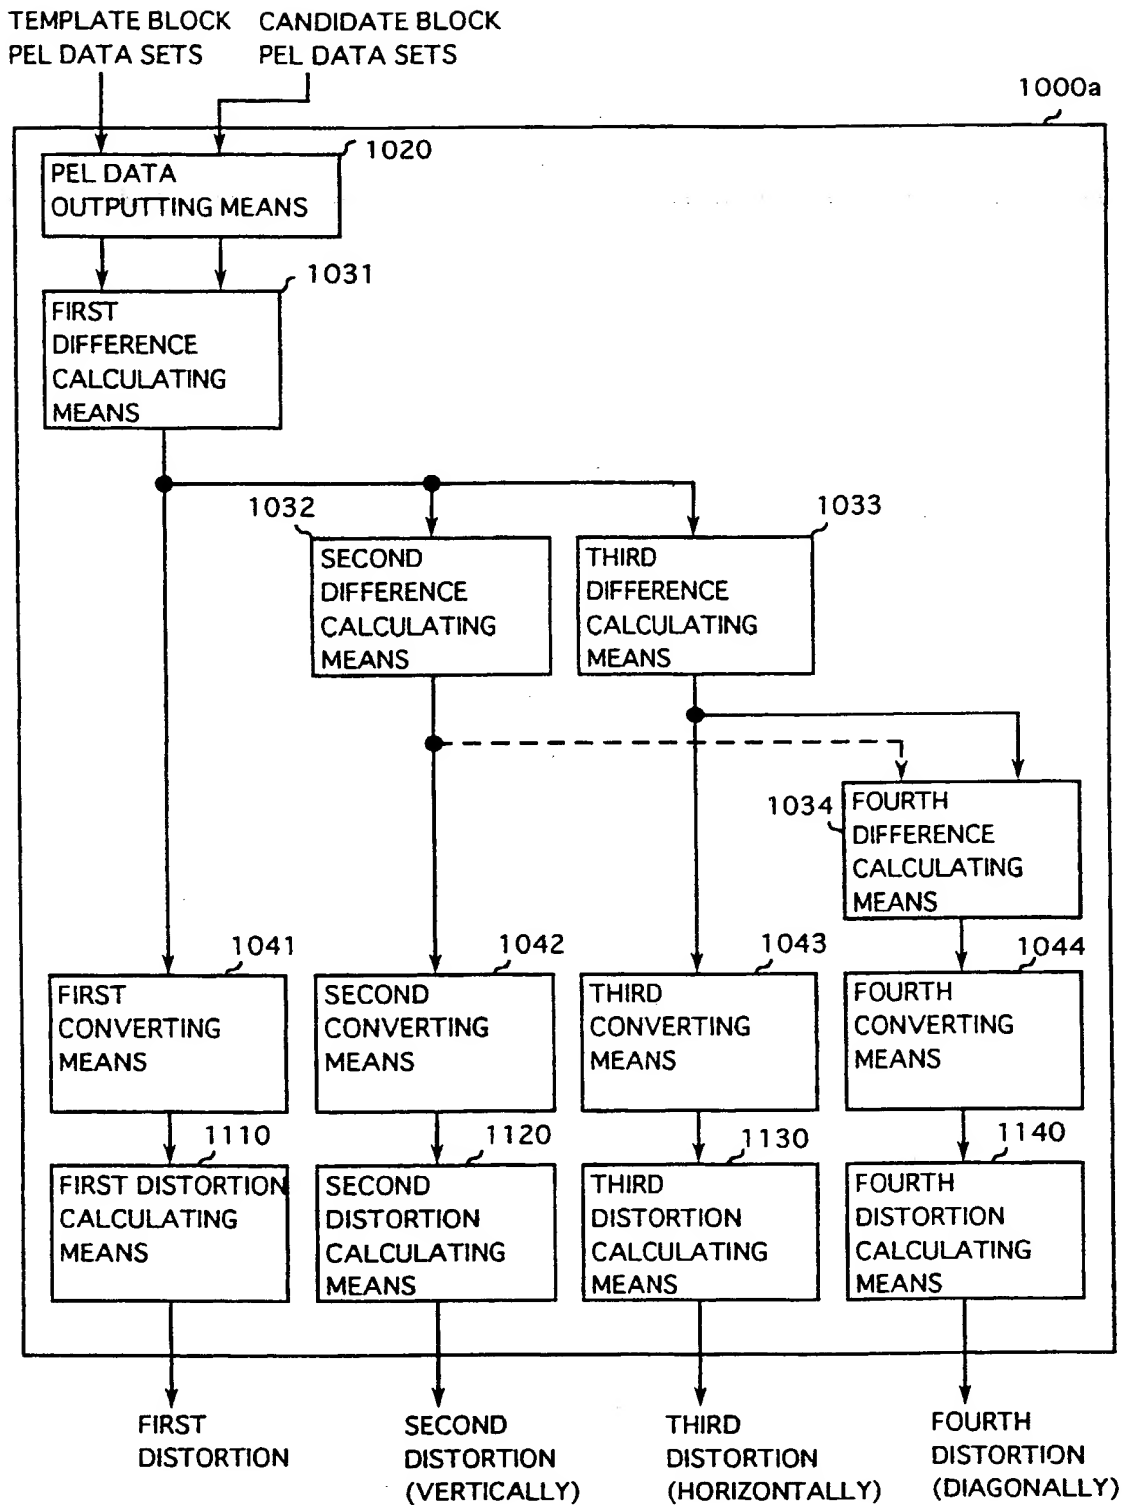 TEMPLATE BLOCK
PEL DATA SETS
CANDIDATE BLOCK
PEL DATA SETS
1000a
1020
PEL DATA
OUTPUTTING MEANS
1031
FIRST
DIFFERENCE
CALCULATING
MEANS
1032
SECOND
DIFFERENCE
CALCULATING
MEANS
1033
THIRD
DIFFERENCE
CALCULATING
MEANS
1034
FOURTH
DIFFERENCE
CALCULATING
MEANS
1041
FIRST
CONVERTING
MEANS
1042
SECOND
CONVERTING
MEANS
1043
THIRD
CONVERTING
MEANS
1044
FOURTH
CONVERTING
MEANS
1110
FIRST DISTORTION
CALCULATING
MEANS
1120
SECOND
DISTORTION
CALCULATING
MEANS
1130
THIRD
DISTORTION
CALCULATING
MEANS
1140
FOURTH
DISTORTION
CALCULATING
MEANS
FIRST
DISTORTION
SECOND
DISTORTION
(VERTICALLY)
THIRD
DISTORTION
(HORIZONTALLY)
FOURTH
DISTORTION
(DIAGONALLY)